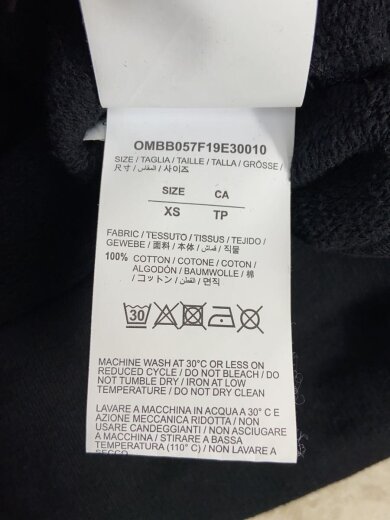 OMBB057F19E30010
SIZE / TAGLIA / TAILLE / TALLA / GRÖSSE /
尺寸 / المقاس / 사이즈
SIZE CA
XS TP
FABRIC / TESSUTO / TISSUS / TEJIDO /
GEWEBE / 面料 / 本体 / قماش / 직물
100% COTTON / COTONE / COTON /
ALGODÓN / BAUMWOLLE / 棉
/ コットン / القطن / 면직
30
MACHINE WASH AT 30°C OR LESS ON
REDUCED CYCLE / DO NOT BLEACH / DO
NOT TUMBLE DRY / IRON AT LOW
TEMPERATURE / DO NOT DRY CLEAN
LAVARE A MACCHINA IN ACQUA A 30° C E
AZIONE MECCANICA RIDOTTA / NON
USARE CANDEGGIANTI / NON ASCIUGARE
A MACCHINA / STIRARE A BASSA
TEMPERATURA (110° C) / NON LAVARE A
SECCO